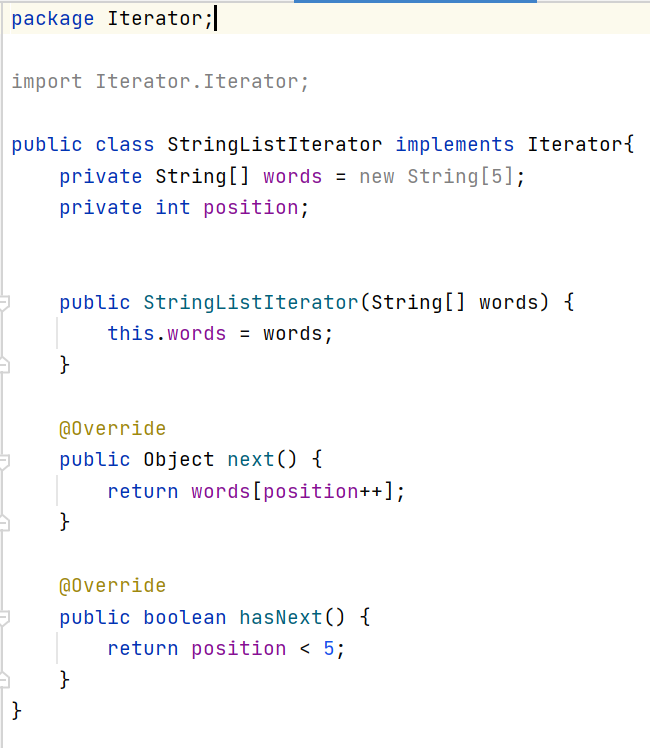 package Iterator;
import Iterator.Iterator;
public class StringListIterator implements Iterator{
private String[] words = new String[5];
private int position;
public StringListIterator(String[] words) {
this.words = words;
}
@Override
public Object next() {
return words[position++];
}
@Override
public boolean hasNext() {
return position < 5;
}
}